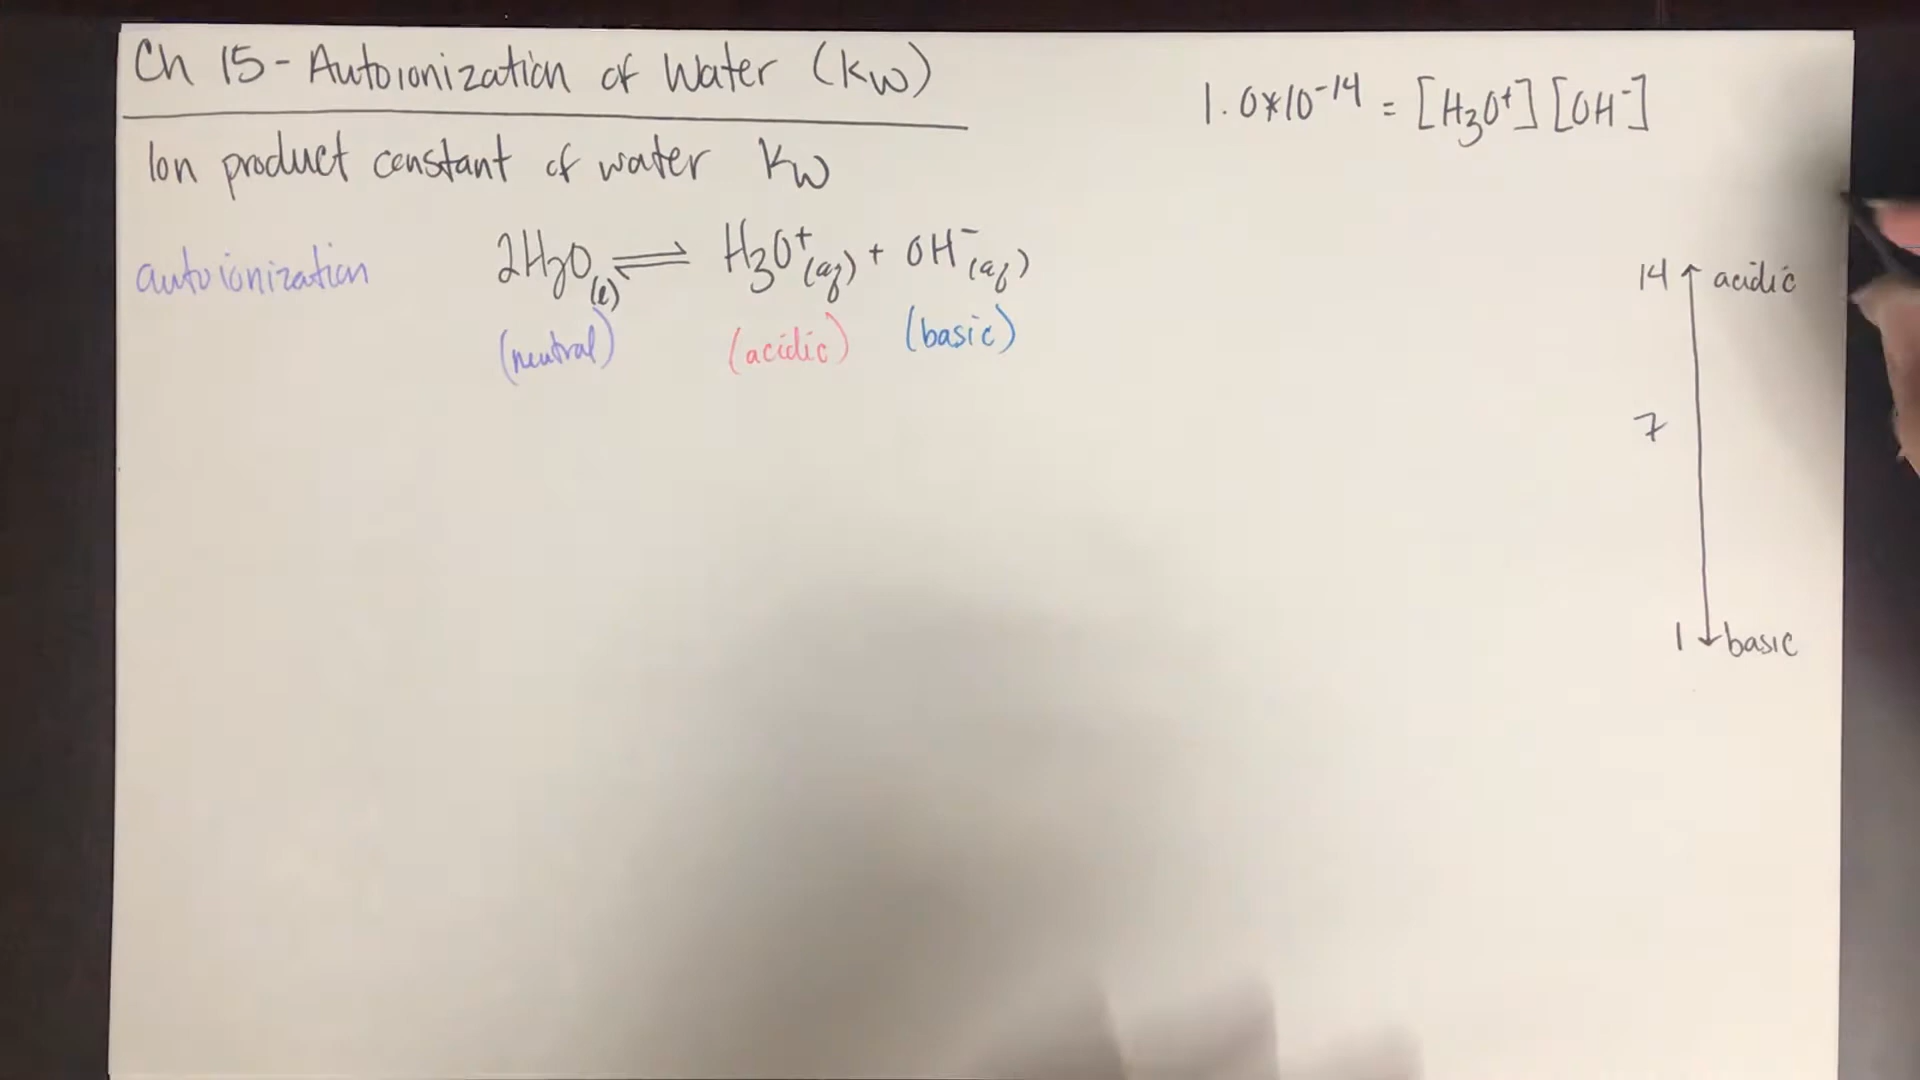 Ch 15 - Autoionization of Water (Kw)
1.0*10⁻¹⁴ = [H₃O⁺][OH⁻]
Ion product constant of water Kw
autoionization 2H₂O(l) ⇌ H₃O⁺(aq) + OH⁻(aq)
(neutral) (acidic) (basic)
14 acidic
7
1 basic